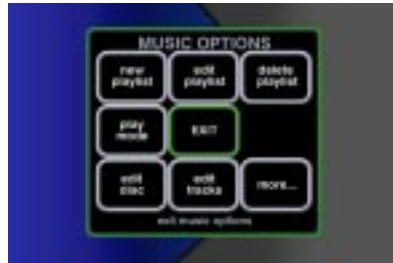 MUSIC OPTIONS
new
playlist
edit
playlist
delete
playlist
play
mode
EXIT
edit
disc
edit
tracks
more...
exit music options